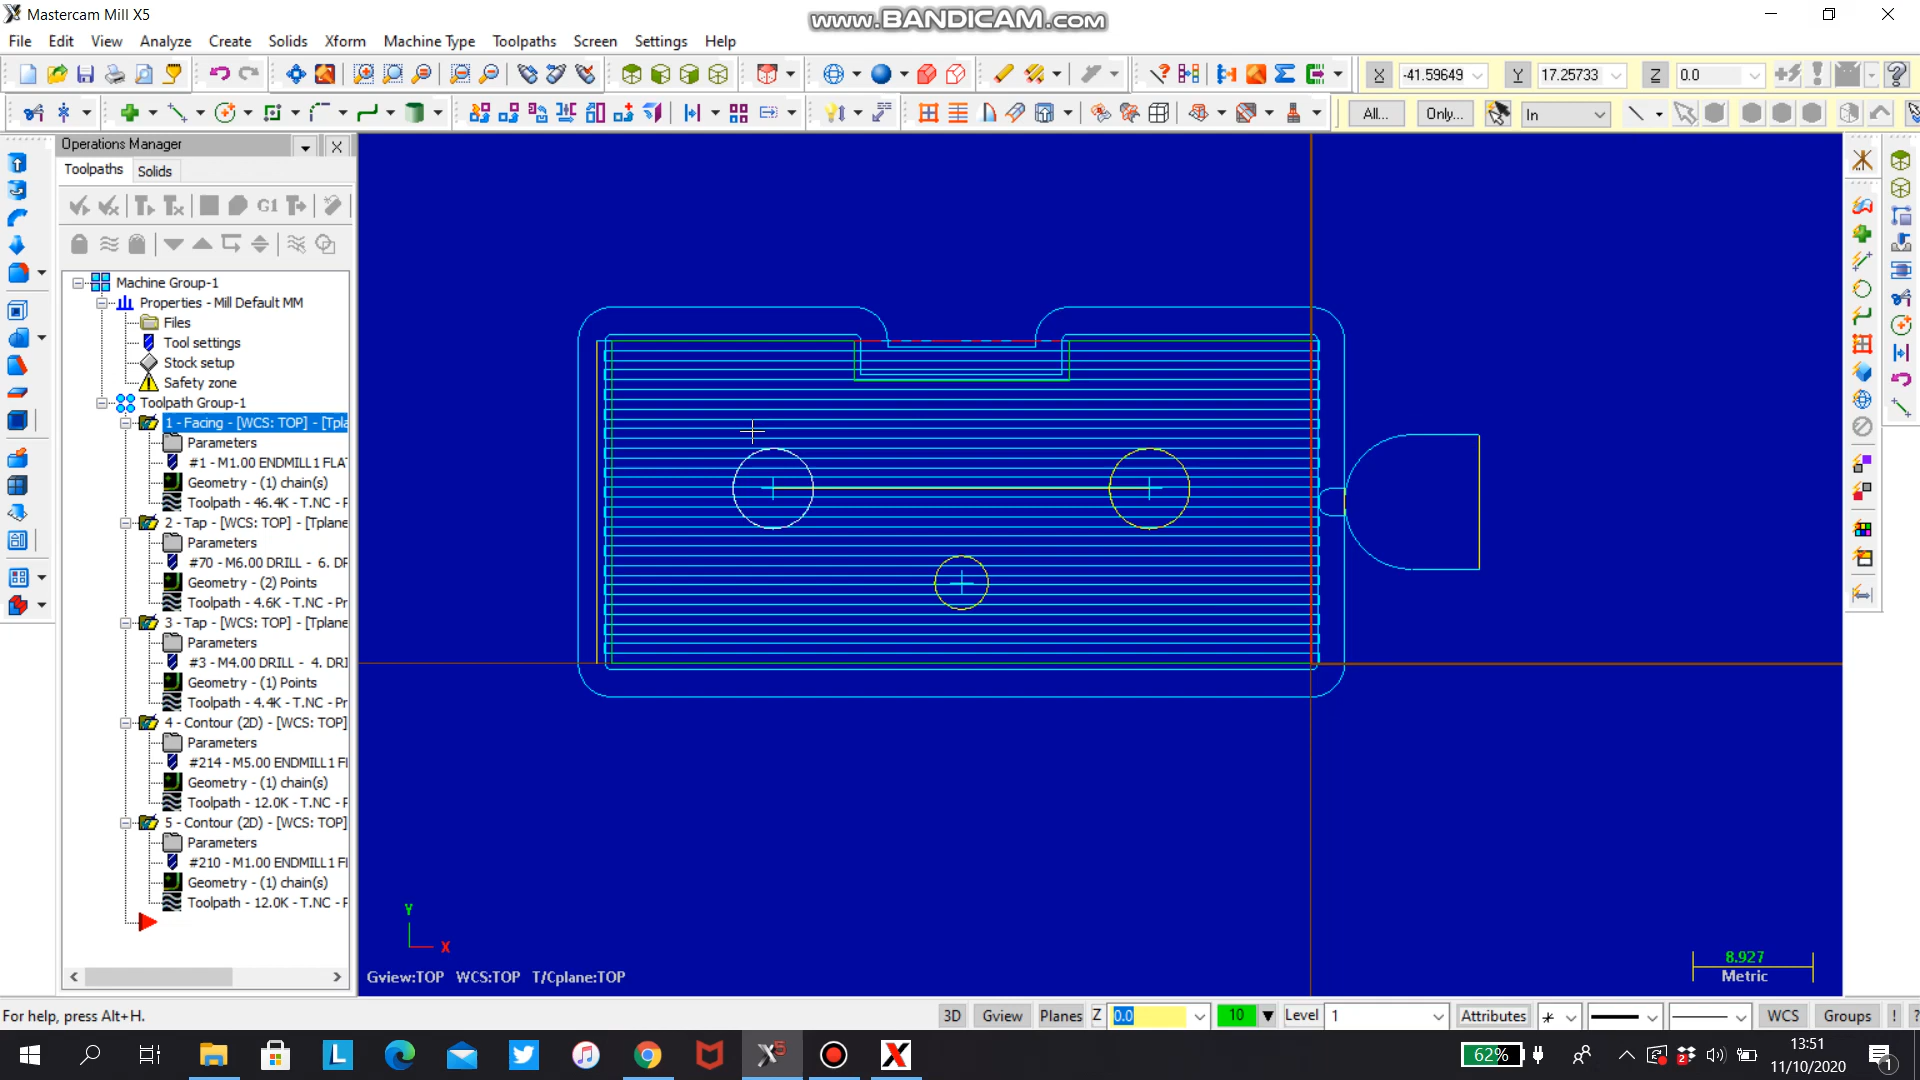 Mastercam Mill X5
www.BANDICAM.com
File Edit View Analyze Create Solids Xform Machine Type Toolpaths Screen Settings Help
X -41.59649 Y 17.25733 Z 0.0
All... Only... In
Operations Manager
Toolpaths Solids
G1
Machine Group-1
Properties - Mill Default MM
Files
Tool settings
Stock setup
Safety zone
Toolpath Group-1
1 - Facing - [WCS: TOP] - [Tpla
Parameters
#1 - M1.00 ENDMILL1 FLA
Geometry - (1) chain(s)
Toolpath - 46.4K - T.NC - P
2 - Tap - [WCS: TOP] - [Tplane
Parameters
#70 - M6.00 DRILL - 6. DR
Geometry - (2) Points
Toolpath - 4.6K - T.NC - Pr
3 - Tap - [WCS: TOP] - [Tplane
Parameters
#3 - M4.00 DRILL - 4. DRI
Geometry - (1) Points
Toolpath - 4.4K - T.NC - Pr
4 - Contour (2D) - [WCS: TOP]
Parameters
#214 - M5.00 ENDMILL1 Fl
Geometry - (1) chain(s)
Toolpath - 12.0K - T.NC - P
5 - Contour (2D) - [WCS: TOP]
Parameters
#210 - M1.00 ENDMILL1 Fl
Geometry - (1) chain(s)
Toolpath - 12.0K - T.NC - P
Y
X
Gview:TOP WCS:TOP T/Cplane:TOP
8.927
Metric
For help, press Alt+H.
3D Gview Planes Z 0.0 10 Level 1 Attributes WCS Groups ! ?
62%
13:51
11/10/2020